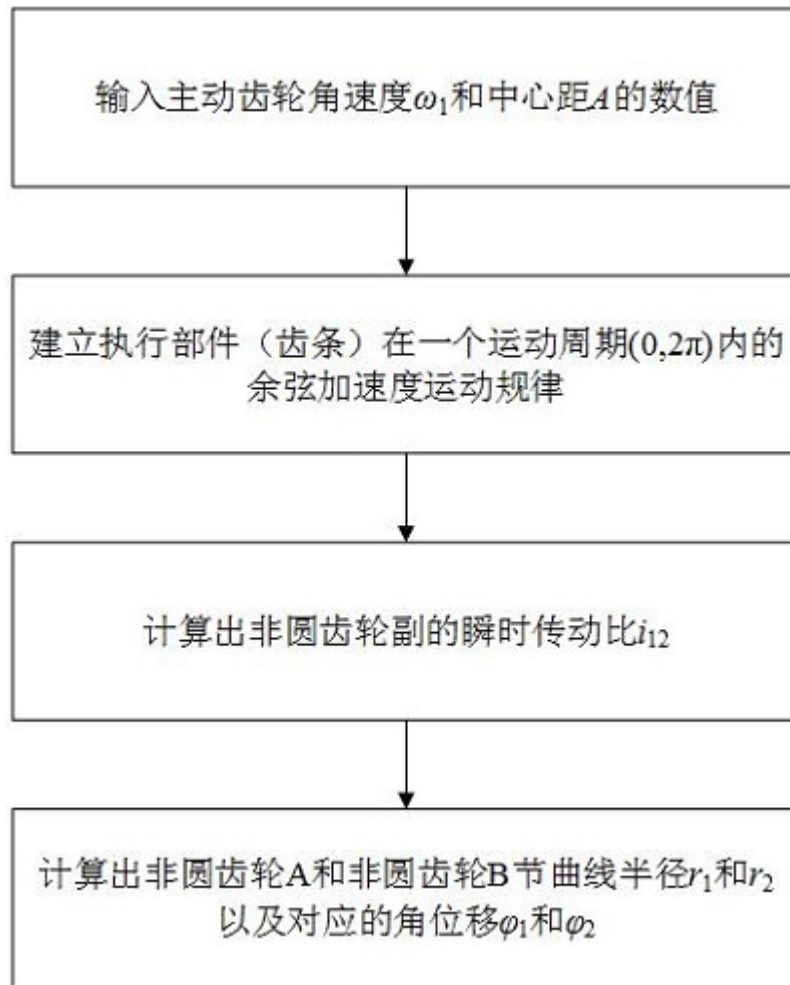 输入主动齿轮角速度ω₁和中心距A的数值
建立执行部件（齿条）在一个运动周期(0,2π)内的
余弦加速度运动规律
计算出非圆齿轮副的瞬时传动比i₁₂
计算出非圆齿轮A和非圆齿轮B节曲线半径r₁和r₂
以及对应的角位移φ₁和φ₂